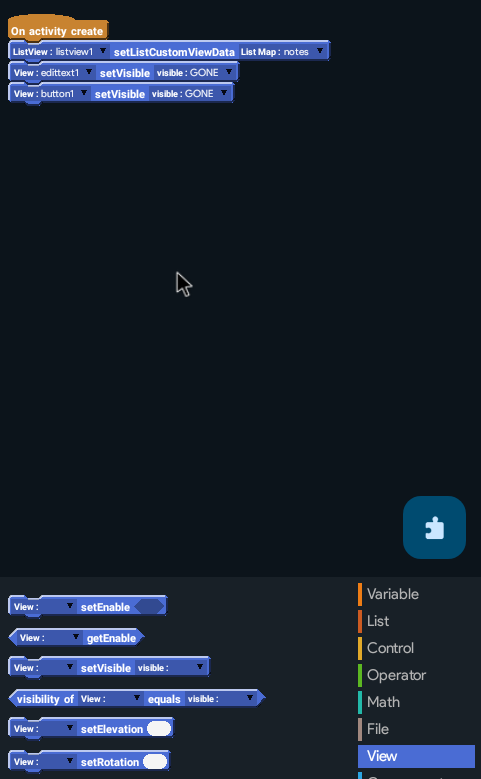 On activity create
ListView : listview1 setListCustomViewData List Map : notes
View : edittext1 setVisible visible : GONE
View : button1 setVisible visible : GONE
View : setEnable
View : getEnable
View : setVisible visible :
visibility of View : equals visible :
View : setElevation
View : setRotation
Variable
List
Control
Operator
Math
File
View